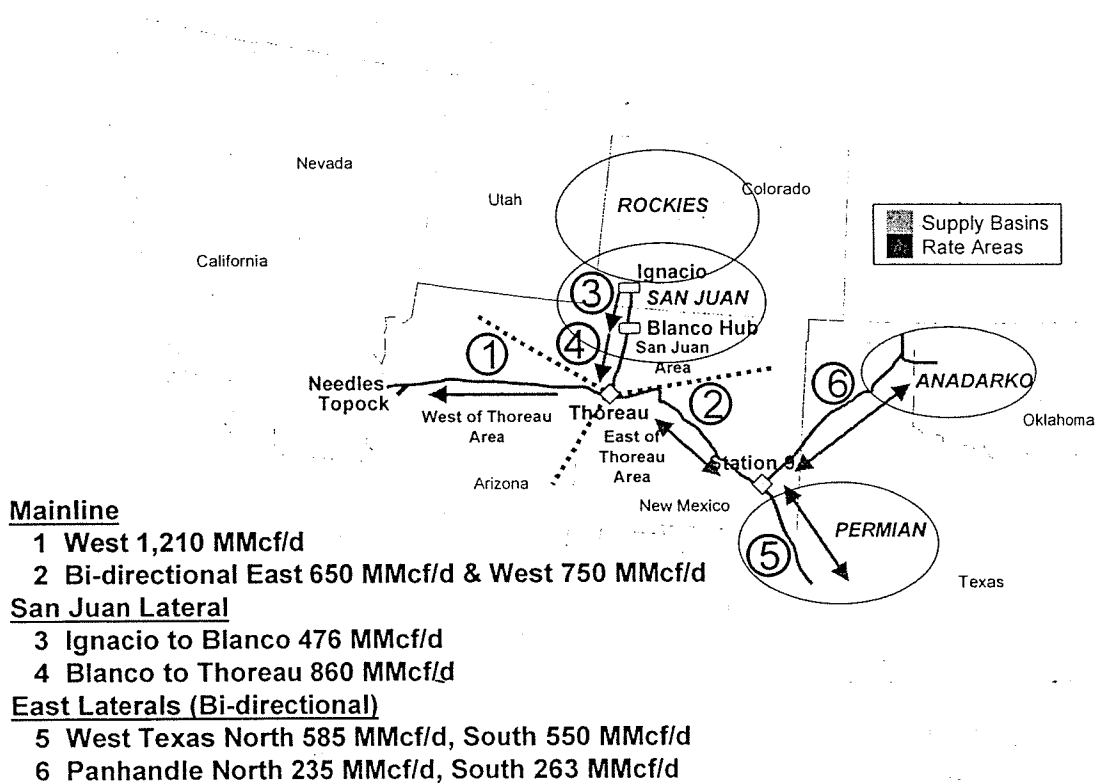 Nevada
Utah
ROCKIES
Colorado
Supply Basins
Rate Areas
California
Ignacio
3
SAN JUAN
Blanco Hub
San Juan
Area
4
1
2
6
ANADARKO
Needles
Topock
West of Thoreau
Area
Thoreau
East of
Thoreau
Area
Oklahoma
Station 9
Arizona
New Mexico
PERMIAN
5
Texas
Mainline
1 West 1,210 MMcf/d
2 Bi-directional East 650 MMcf/d & West 750 MMcf/d
San Juan Lateral
3 Ignacio to Blanco 476 MMcf/d
4 Blanco to Thoreau 860 MMcf/d
East Laterals (Bi-directional)
5 West Texas North 585 MMcf/d, South 550 MMcf/d
6 Panhandle North 235 MMcf/d, South 263 MMcf/d